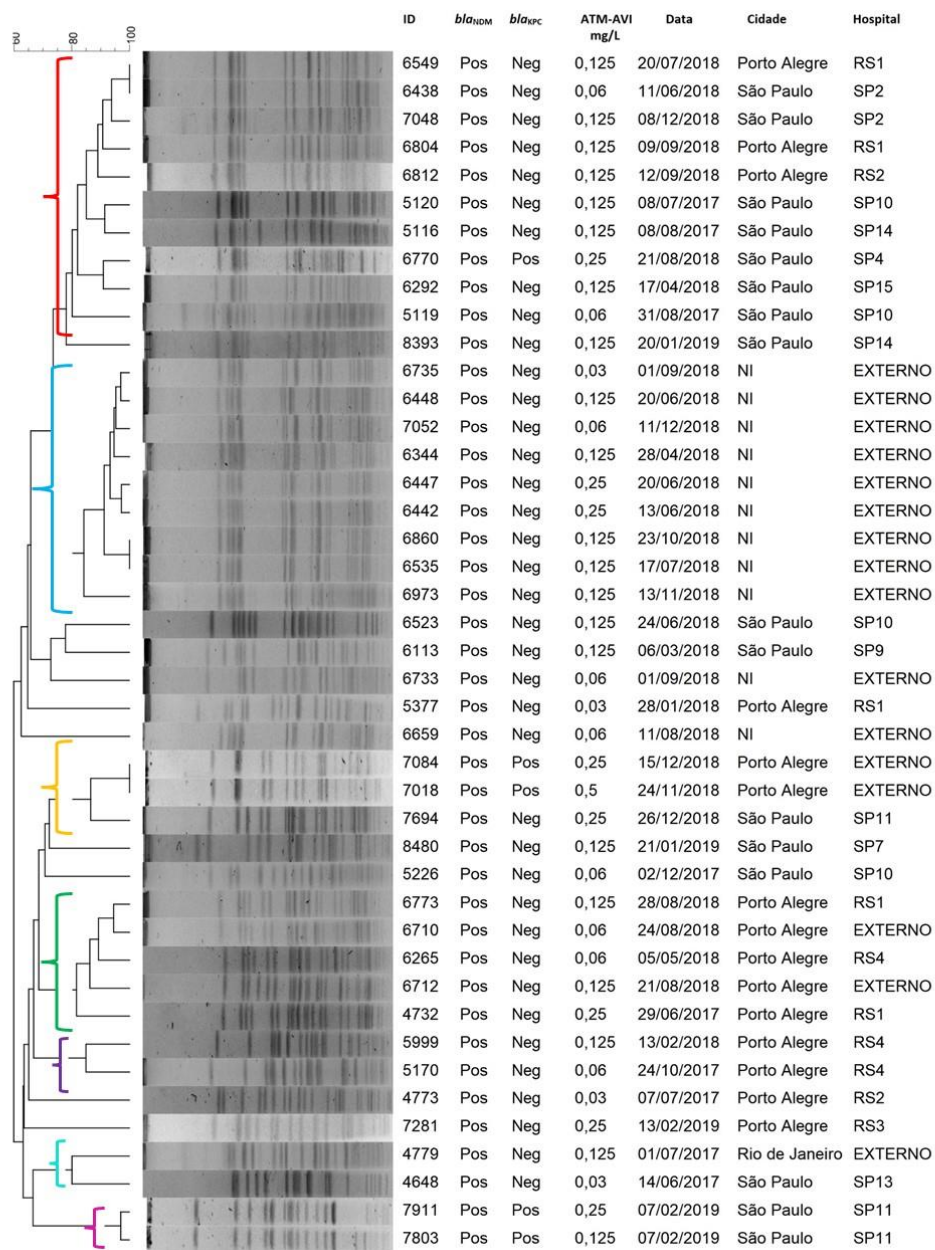 60 80 100
ID blaNDM blaKPC ATM-AVI mg/L Data Cidade Hospital
6549 Pos Neg 0,125 20/07/2018 Porto Alegre RS1
6438 Pos Neg 0,06 11/06/2018 São Paulo SP2
7048 Pos Neg 0,125 08/12/2018 São Paulo SP2
6804 Pos Neg 0,125 09/09/2018 Porto Alegre RS1
6812 Pos Neg 0,125 12/09/2018 Porto Alegre RS2
5120 Pos Neg 0,125 08/07/2017 São Paulo SP10
5116 Pos Neg 0,125 08/08/2017 São Paulo SP14
6770 Pos Pos 0,25 21/08/2018 São Paulo SP4
6292 Pos Neg 0,125 17/04/2018 São Paulo SP15
5119 Pos Neg 0,06 31/08/2017 São Paulo SP10
8393 Pos Neg 0,125 20/01/2019 São Paulo SP14
6735 Pos Neg 0,03 01/09/2018 NI EXTERNO
6448 Pos Neg 0,125 20/06/2018 NI EXTERNO
7052 Pos Neg 0,06 11/12/2018 NI EXTERNO
6344 Pos Neg 0,125 28/04/2018 NI EXTERNO
6447 Pos Neg 0,25 20/06/2018 NI EXTERNO
6442 Pos Neg 0,25 13/06/2018 NI EXTERNO
6860 Pos Neg 0,125 23/10/2018 NI EXTERNO
6535 Pos Neg 0,125 17/07/2018 NI EXTERNO
6973 Pos Neg 0,125 13/11/2018 NI EXTERNO
6523 Pos Neg 0,125 24/06/2018 São Paulo SP10
6113 Pos Neg 0,125 06/03/2018 São Paulo SP9
6733 Pos Neg 0,06 01/09/2018 NI EXTERNO
5377 Pos Neg 0,03 28/01/2018 Porto Alegre RS1
6659 Pos Neg 0,06 11/08/2018 NI EXTERNO
7084 Pos Pos 0,25 15/12/2018 Porto Alegre EXTERNO
7018 Pos Pos 0,5 24/11/2018 Porto Alegre EXTERNO
7694 Pos Neg 0,25 26/12/2018 São Paulo SP11
8480 Pos Neg 0,125 21/01/2019 São Paulo SP7
5226 Pos Neg 0,06 02/12/2017 São Paulo SP10
6773 Pos Neg 0,125 28/08/2018 Porto Alegre RS1
6710 Pos Neg 0,06 24/08/2018 Porto Alegre EXTERNO
6265 Pos Neg 0,06 05/05/2018 Porto Alegre RS4
6712 Pos Neg 0,125 21/08/2018 Porto Alegre EXTERNO
4732 Pos Neg 0,25 29/06/2017 Porto Alegre RS1
5999 Pos Neg 0,125 13/02/2018 Porto Alegre RS4
5170 Pos Neg 0,06 24/10/2017 Porto Alegre RS4
4773 Pos Neg 0,03 07/07/2017 Porto Alegre RS2
7281 Pos Neg 0,25 13/02/2019 Porto Alegre RS3
4779 Pos Neg 0,125 01/07/2017 Rio de Janeiro EXTERNO
4648 Pos Neg 0,03 14/06/2017 São Paulo SP13
7911 Pos Pos 0,25 07/02/2019 São Paulo SP11
7803 Pos Pos 0,125 07/02/2019 São Paulo SP11